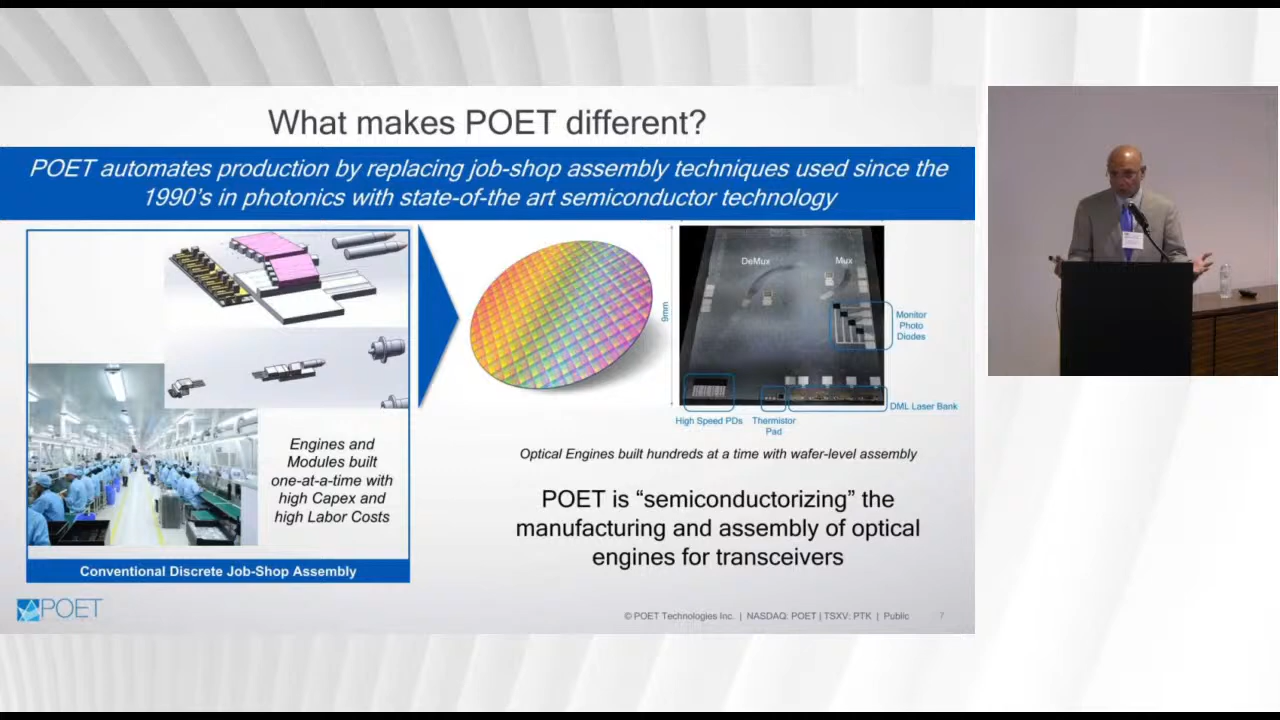 What makes POET different?
POET automates production by replacing job-shop assembly techniques used since the
1990's in photonics with state-of-the art semiconductor technology
Engines and
Modules built
one-at-a-time with
high Capex and
high Labor Costs
Conventional Discrete Job-Shop Assembly
9mm
DeMux
Mux
Monitor
Photo
Diodes
High Speed PDs
Thermistor
Pad
DML Laser Bank
Optical Engines built hundreds at a time with wafer-level assembly
POET is “semiconductorizing” the
manufacturing and assembly of optical
engines for transceivers
POET
© POET Technologies Inc. | NASDAQ: POET | TSXV: PTK | Public
7